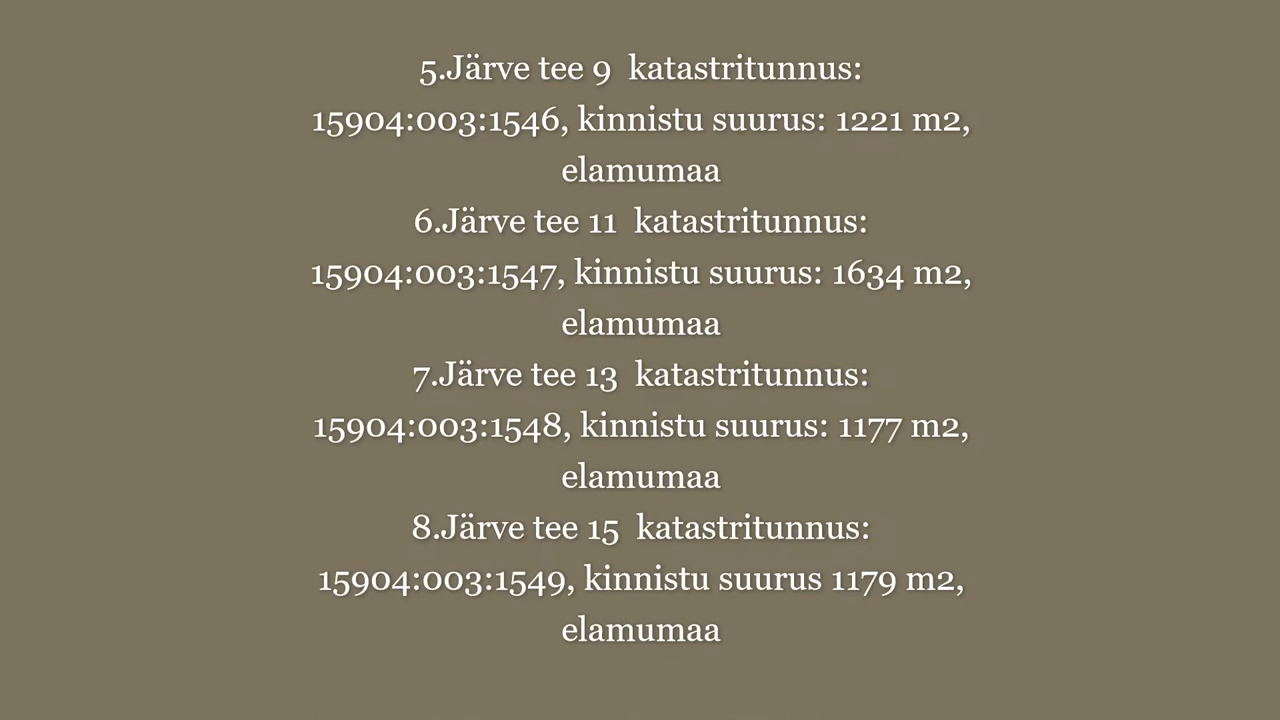 5.Järve tee 9  katastritunnus:
15904:003:1546, kinnistu suurus: 1221 m2,
elamumaa
6.Järve tee 11  katastritunnus:
15904:003:1547, kinnistu suurus: 1634 m2,
elamumaa
7.Järve tee 13  katastritunnus:
15904:003:1548, kinnistu suurus: 1177 m2,
elamumaa
8.Järve tee 15  katastritunnus:
15904:003:1549, kinnistu suurus 1179 m2,
elamumaa